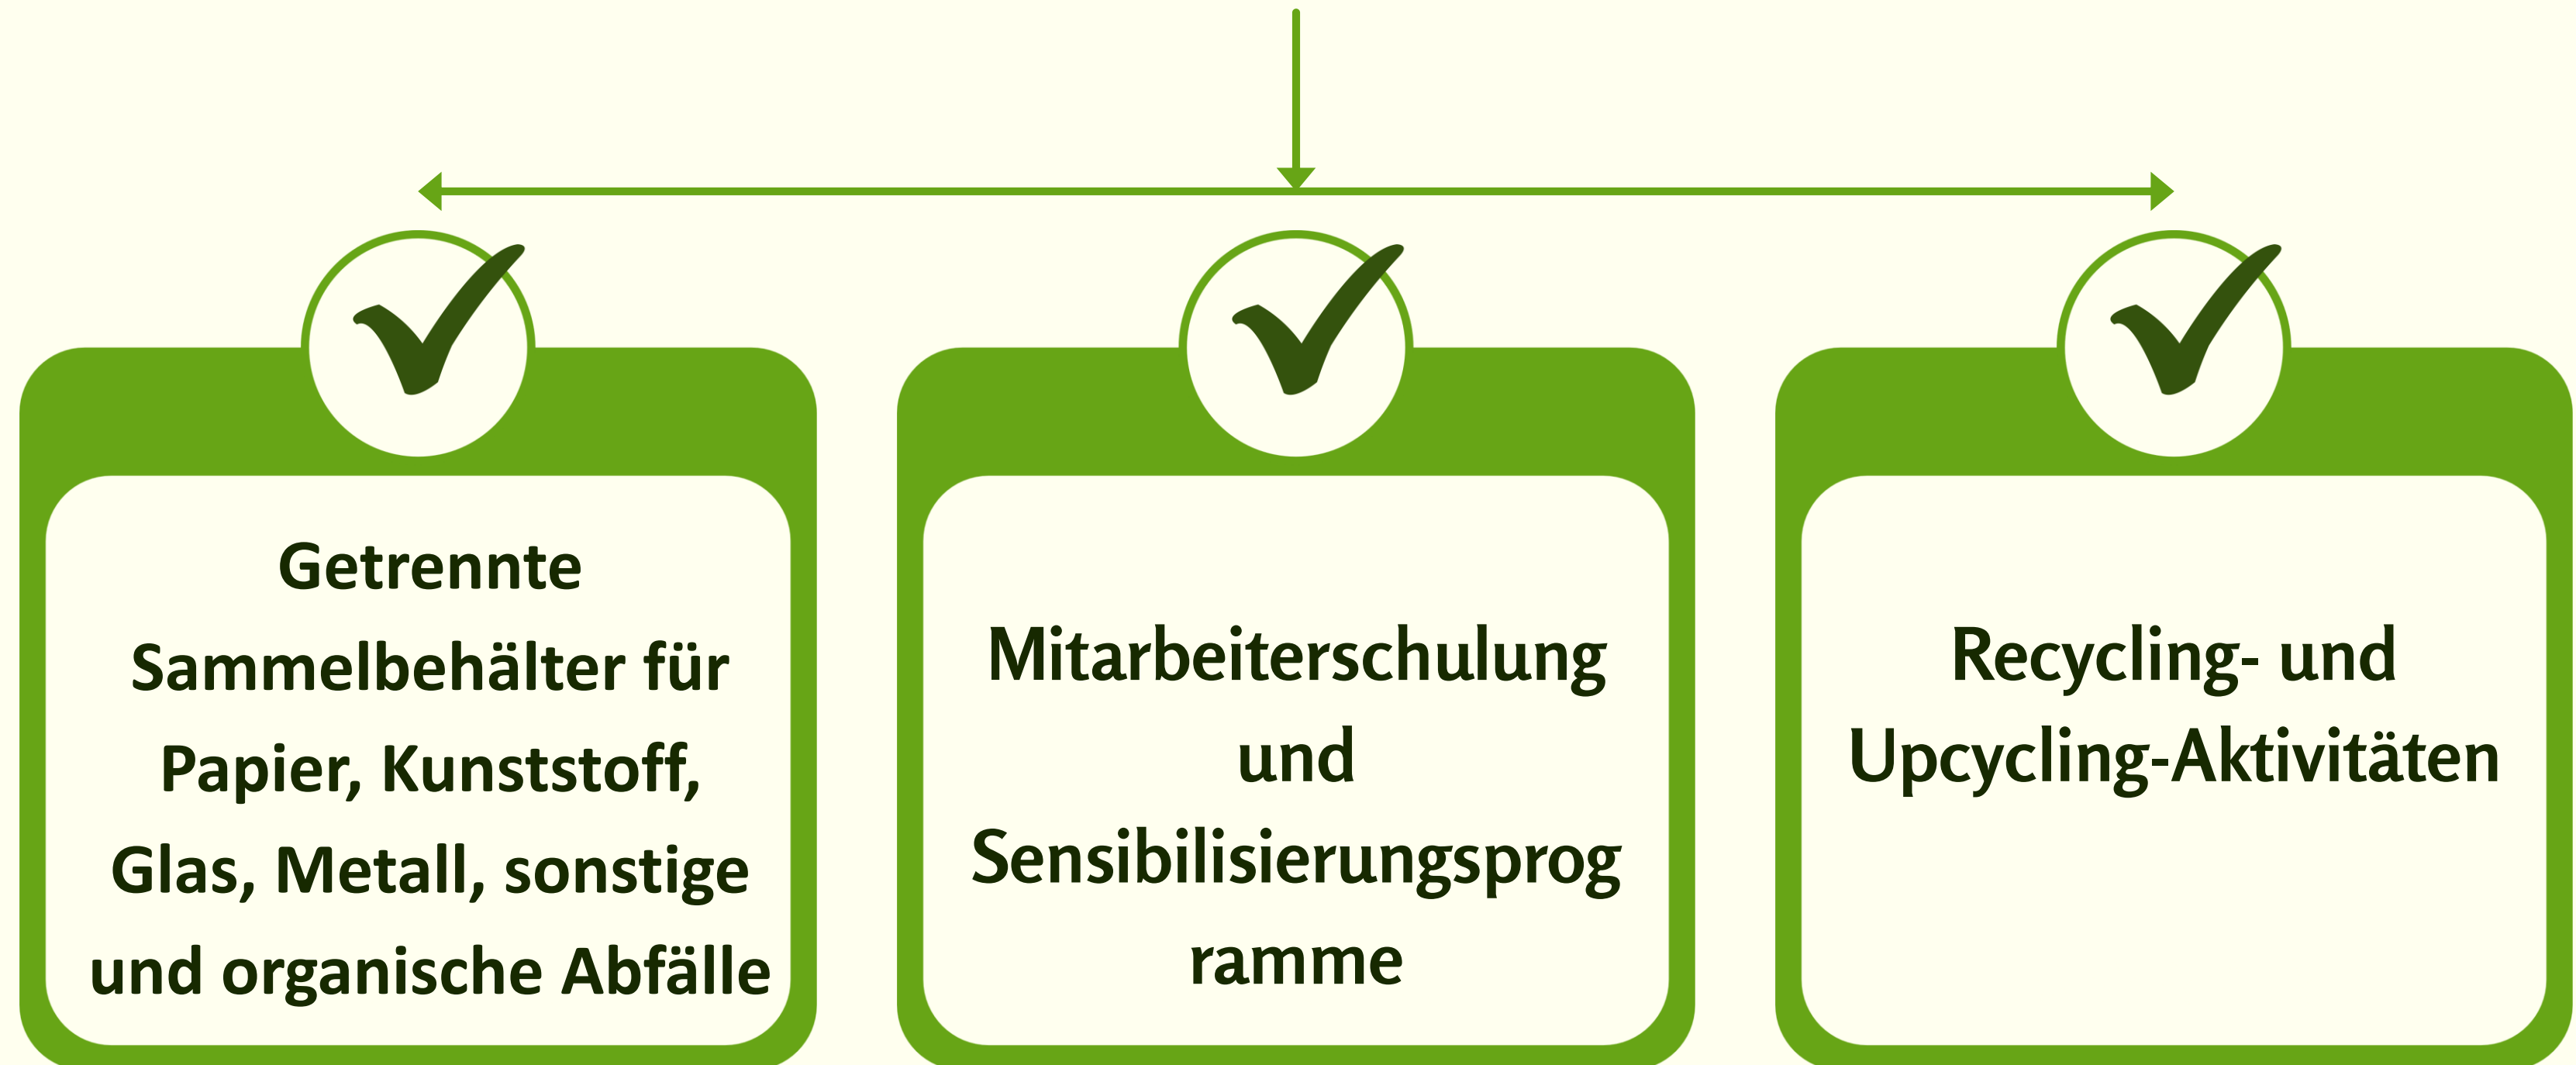 Getrennte
Sammelbehälter für
Papier, Kunststoff,
Glas, Metall, sonstige
und organische Abfälle
Mitarbeiterschulung
und
Sensibilisierungsprog
ramme
Recycling- und
Upcycling-Aktivitäten